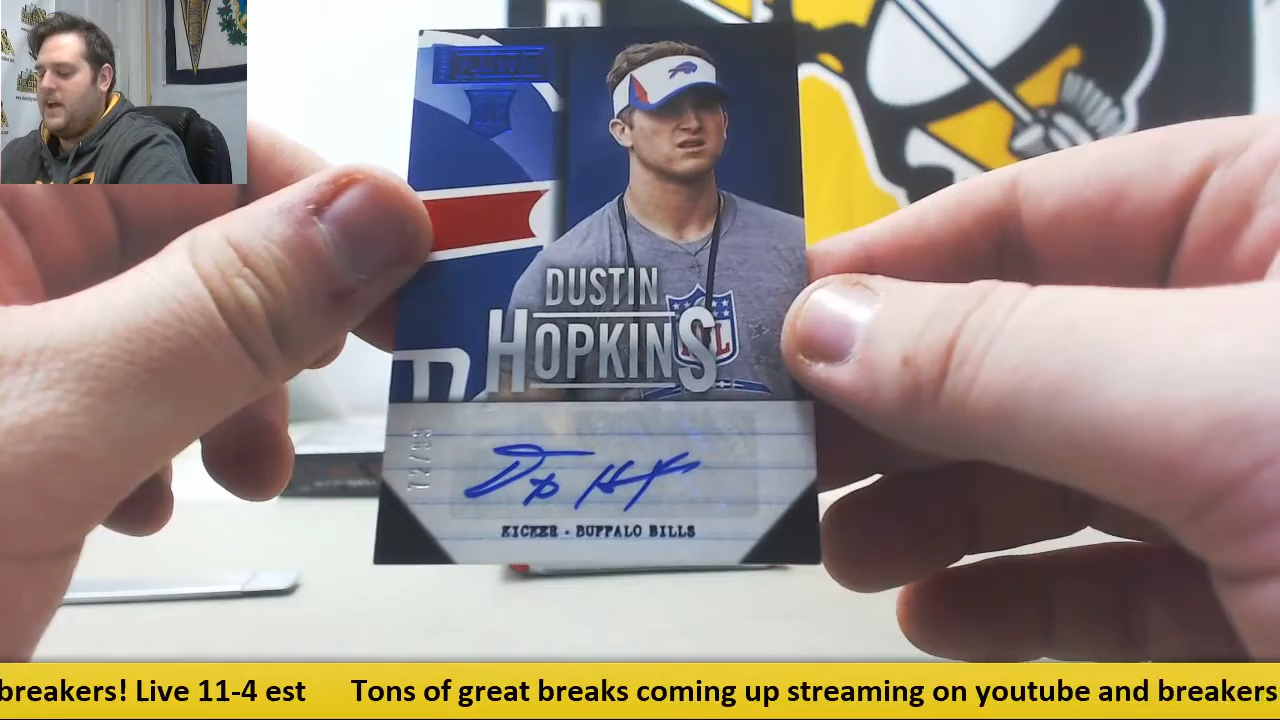 DUSTIN
HOPKINS
KICKER - BUFFALO BILLS
breakers! Live 11-4 est Tons of great breaks coming up streaming on youtube and breakers